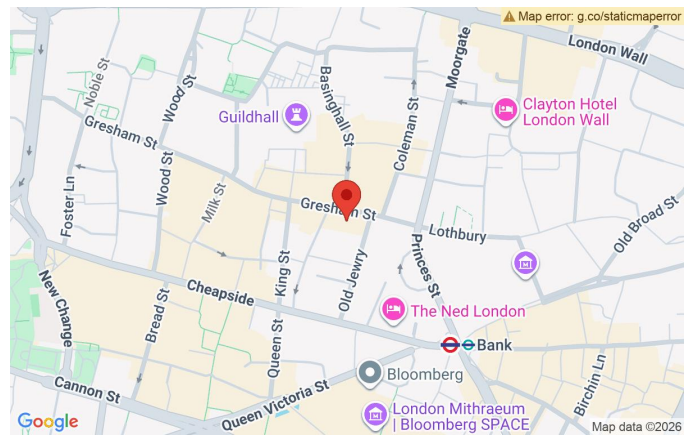 Map error: g.co/staticmaperror
London Wall
Moorgate
Noble St
Wood St
Basinghall St
Coleman St
Clayton Hotel
London Wall
Guildhall
Gresham St
Wood St
Foster Ln
Milk St
Gresham St
Lothbury
Old Broad St
Princes St
King St
Old Jewry
New Change
Cheapside
The Ned London
Bread St
Queen St
Bank
Birchin Ln
Bloomberg
Cannon St
Queen Victoria St
London Mithraeum
| Bloomberg SPACE
Google
Map data ©2026